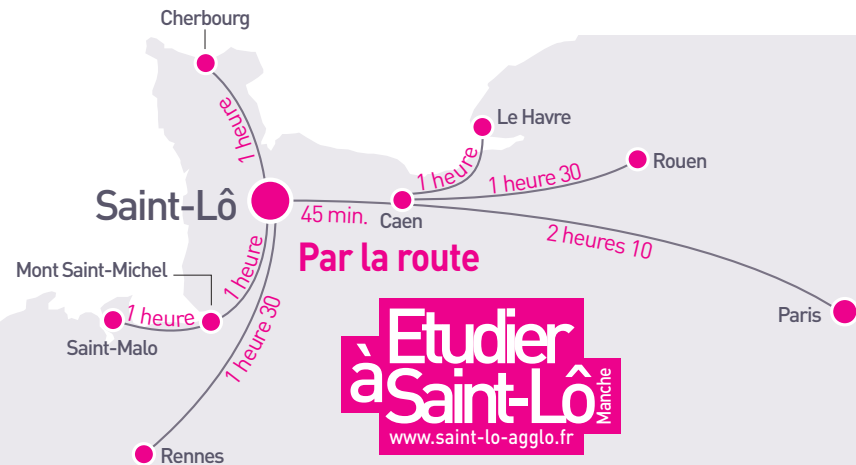 Cherbourg
1 heure
Le Havre
1 heure
Rouen
1 heure 30
Saint-Lô
45 min.
Caen
2 heures 10
Par la route
Mont Saint-Michel
1 heure
1 heure
Saint-Malo
1 heure 30
Paris
Rennes
Etudier
à Saint-Lô
Manche
www.saint-lo-agglo.fr